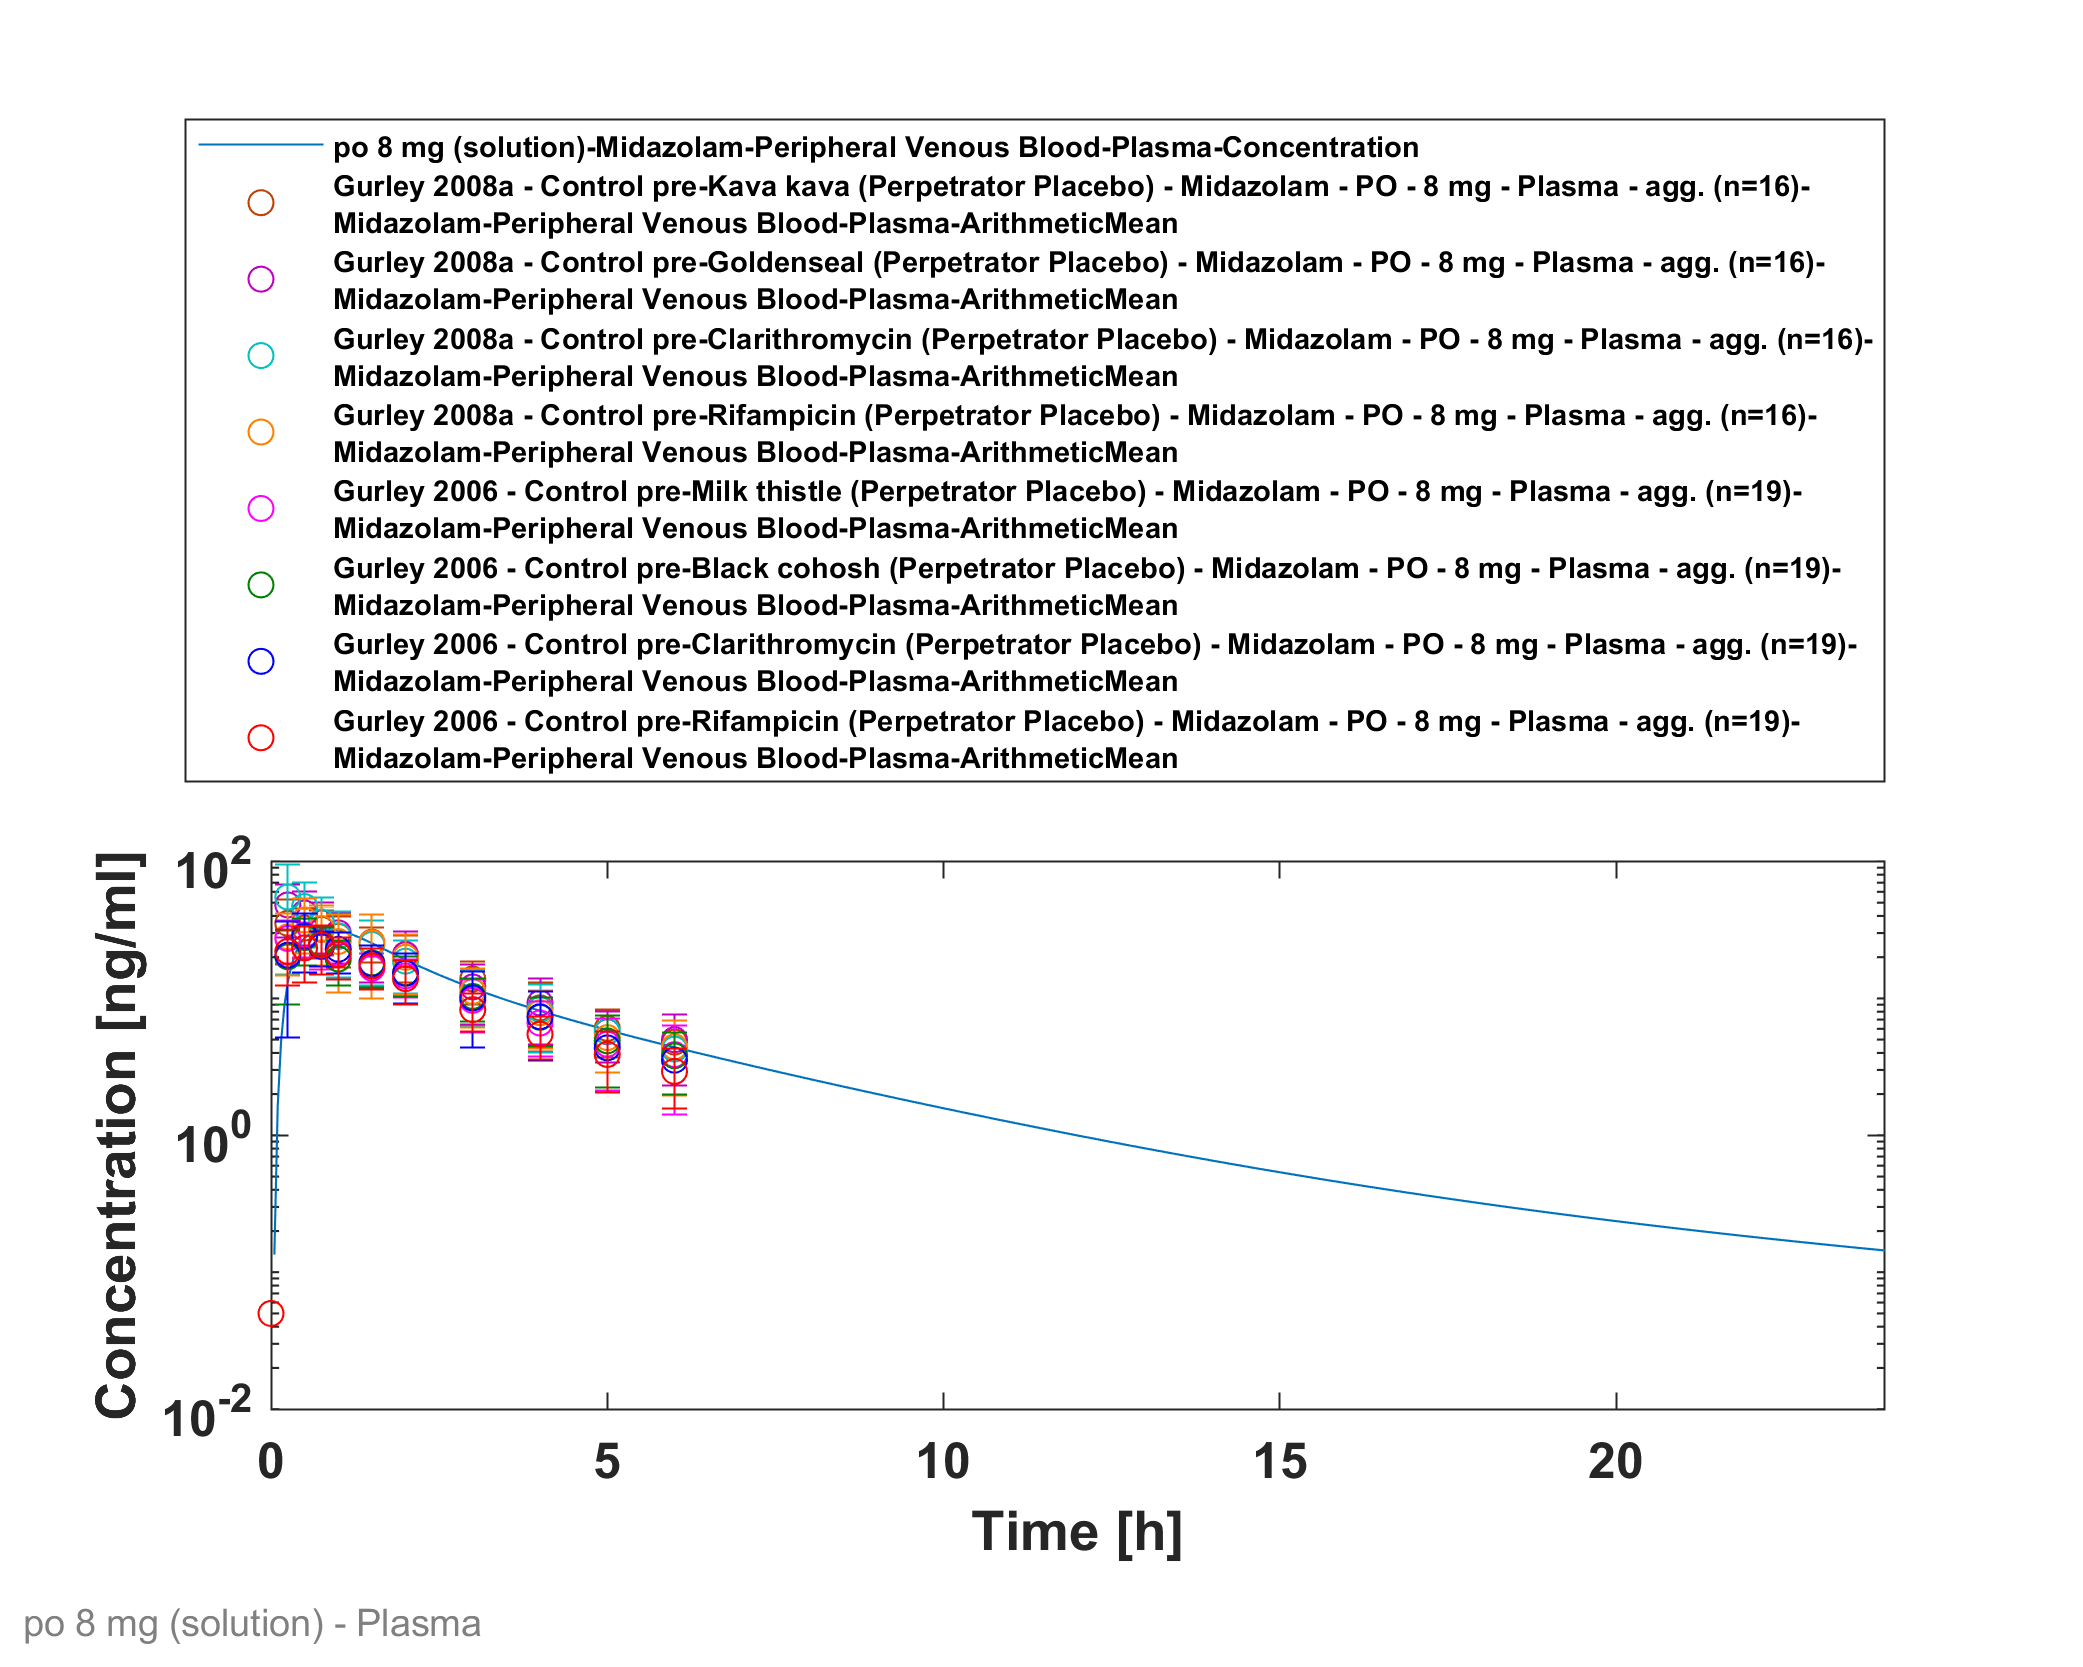 po 8 mg (solution)-Midazolam-Peripheral Venous Blood-Plasma-Concentration
Gurley 2008a - Control pre-Kava kava (Perpetrator Placebo) - Midazolam - PO - 8 mg - Plasma - agg. (n=16)-
Midazolam-Peripheral Venous Blood-Plasma-ArithmeticMean
Gurley 2008a - Control pre-Goldenseal (Perpetrator Placebo) - Midazolam - PO - 8 mg - Plasma - agg. (n=16)-
Midazolam-Peripheral Venous Blood-Plasma-ArithmeticMean
Gurley 2008a - Control pre-Clarithromycin (Perpetrator Placebo) - Midazolam - PO - 8 mg - Plasma - agg. (n=16)-
Midazolam-Peripheral Venous Blood-Plasma-ArithmeticMean
Gurley 2008a - Control pre-Rifampicin (Perpetrator Placebo) - Midazolam - PO - 8 mg - Plasma - agg. (n=16)-
Midazolam-Peripheral Venous Blood-Plasma-ArithmeticMean
Gurley 2006 - Control pre-Milk thistle (Perpetrator Placebo) - Midazolam - PO - 8 mg - Plasma - agg. (n=19)-
Midazolam-Peripheral Venous Blood-Plasma-ArithmeticMean
Gurley 2006 - Control pre-Black cohosh (Perpetrator Placebo) - Midazolam - PO - 8 mg - Plasma - agg. (n=19)-
Midazolam-Peripheral Venous Blood-Plasma-ArithmeticMean
Gurley 2006 - Control pre-Clarithromycin (Perpetrator Placebo) - Midazolam - PO - 8 mg - Plasma - agg. (n=19)-
Midazolam-Peripheral Venous Blood-Plasma-ArithmeticMean
Gurley 2006 - Control pre-Rifampicin (Perpetrator Placebo) - Midazolam - PO - 8 mg - Plasma - agg. (n=19)-
Midazolam-Peripheral Venous Blood-Plasma-ArithmeticMean
Concentration [ng/ml]
10^2
10^0
10^-2
0 5 10 15 20
Time [h]
po 8 mg (solution) - Plasma